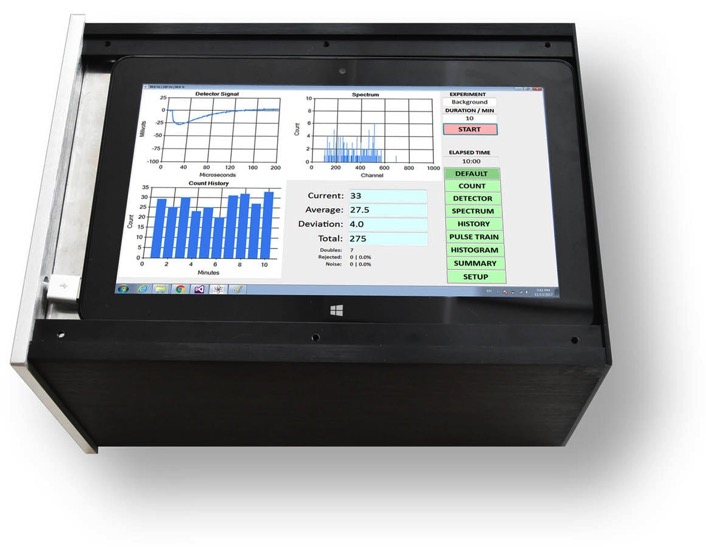 Detector Signal
25
0
-25
-50
-75
-100
Millivolts
0 40 80 120 160 200
Microseconds
Spectrum
10
8
6
4
2
0
Count
0 200 400 600 800 1000
Channel
Count History
35
30
25
20
15
10
5
0
Count
0 2 4 6 8 10
Minutes
Current: 33
Average: 27.5
Deviation: 4.0
Total: 275
Doubles: 7
Rejected: 0 | 0.0%
Noise: 0 | 0.0%
EXPERIMENT
Background
DURATION / MIN
10
START
ELAPSED TIME
10:00
DEFAULT
COUNT
DETECTOR
SPECTRUM
HISTORY
PULSE TRAIN
HISTOGRAM
SUMMARY
SETUP